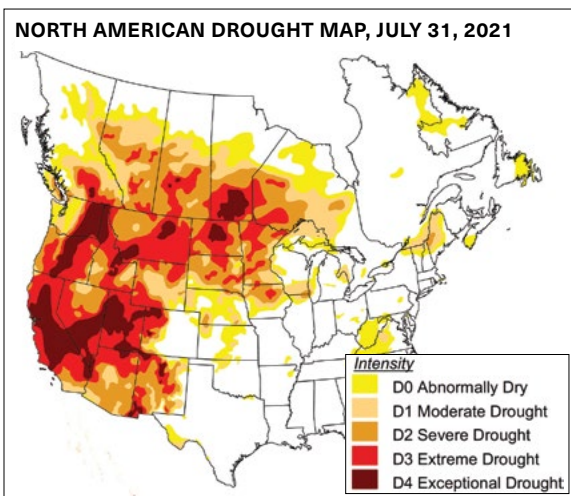 NORTH AMERICAN DROUGHT MAP, JULY 31, 2021
Intensity
D0 Abnormally Dry
D1 Moderate Drought
D2 Severe Drought
D3 Extreme Drought
D4 Exceptional Drought